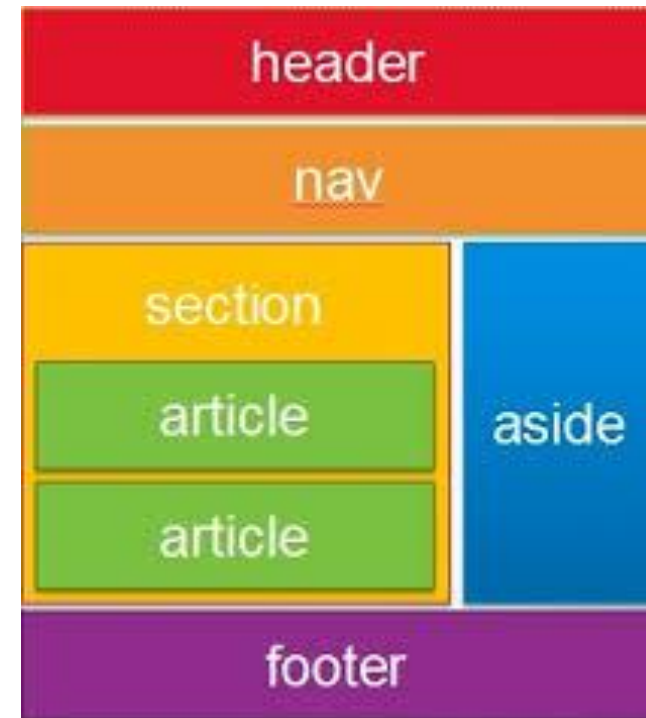 header
nav
section
article
article
aside
footer